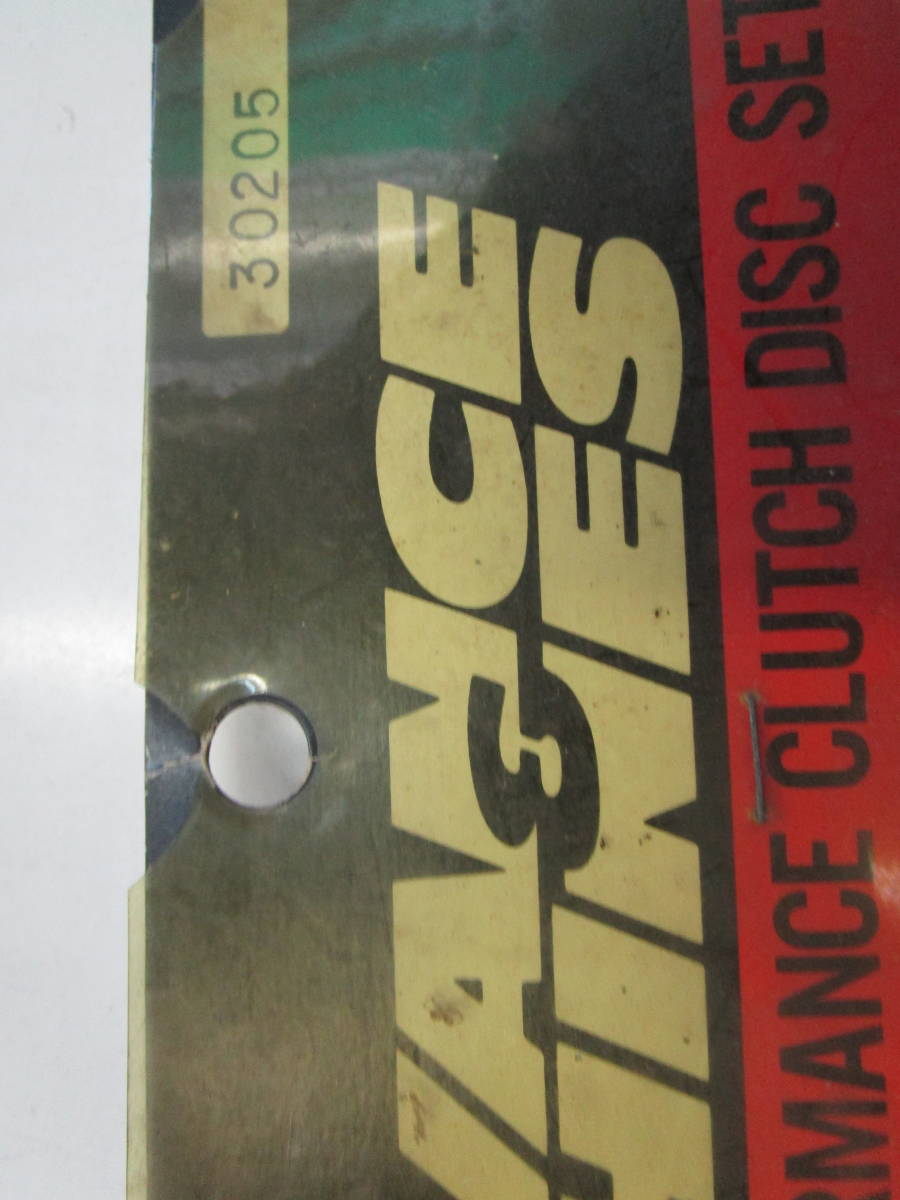 30205
VANCE
& HINES
RMANCE CLUTCH DISC SET